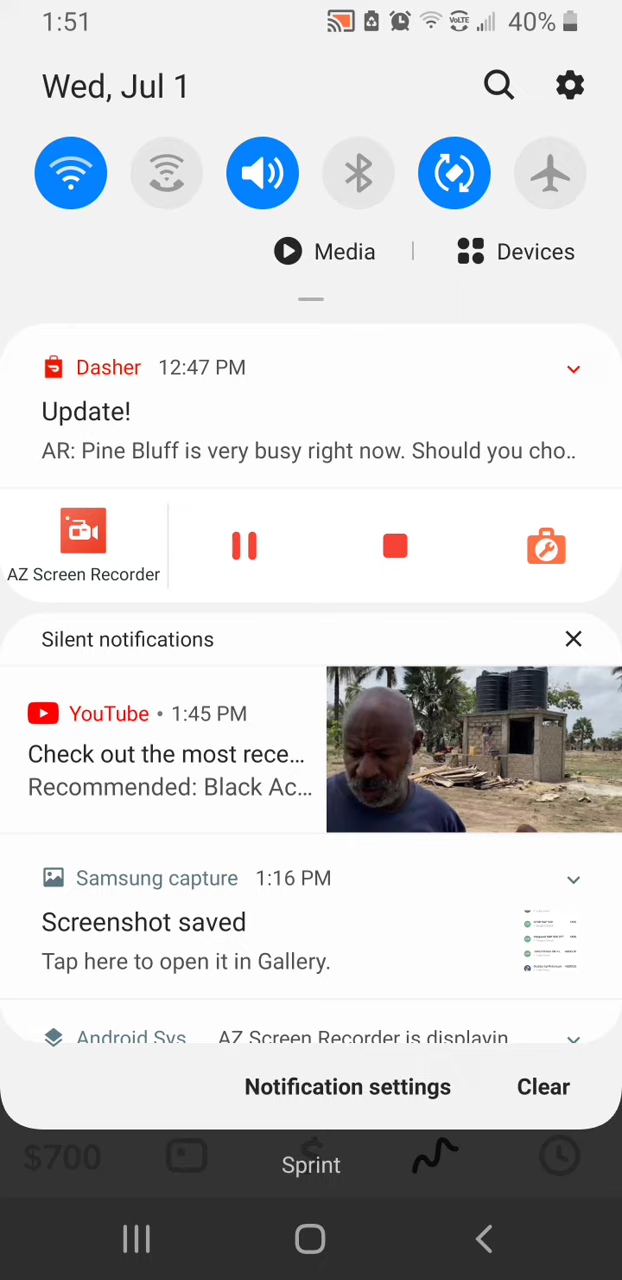 1:51
VoLTE
40%
Wed, Jul 1
Media
Devices
Dasher 12:47 PM
Update!
AR: Pine Bluff is very busy right now. Should you cho..
AZ Screen Recorder
Silent notifications
YouTube • 1:45 PM
Check out the most rece...
Recommended: Black Ac...
Samsung capture 1:16 PM
Screenshot saved
Tap here to open it in Gallery.
Android Sys AZ Screen Recorder is displayin
Notification settings Clear
$700
Sprint